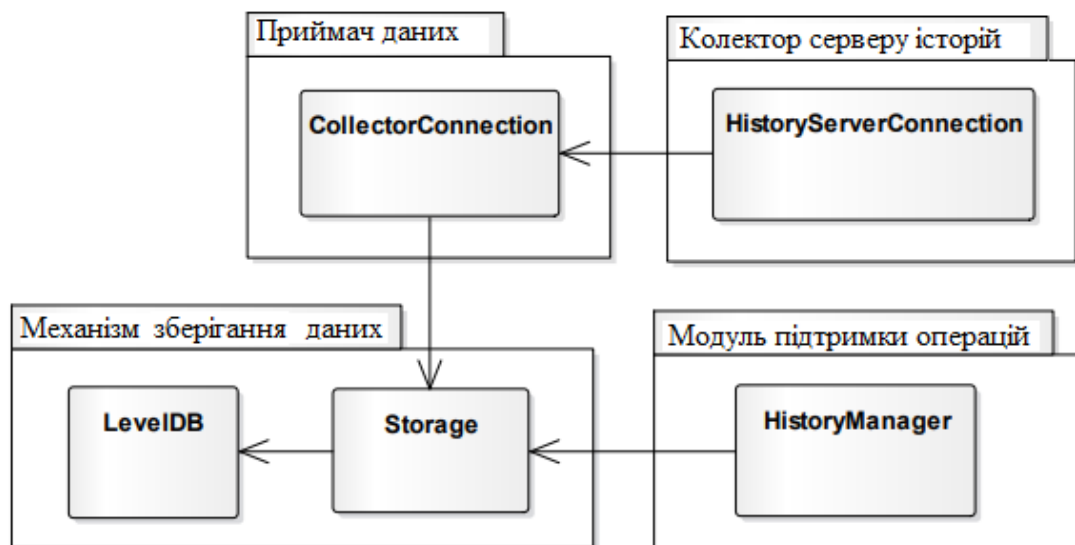 Приймач даних
Колектор серверу історій
CollectorConnection
HistoryServerConnection
Механізм зберігання даних
Модуль підтримки операцій
LevelDB
Storage
HistoryManager